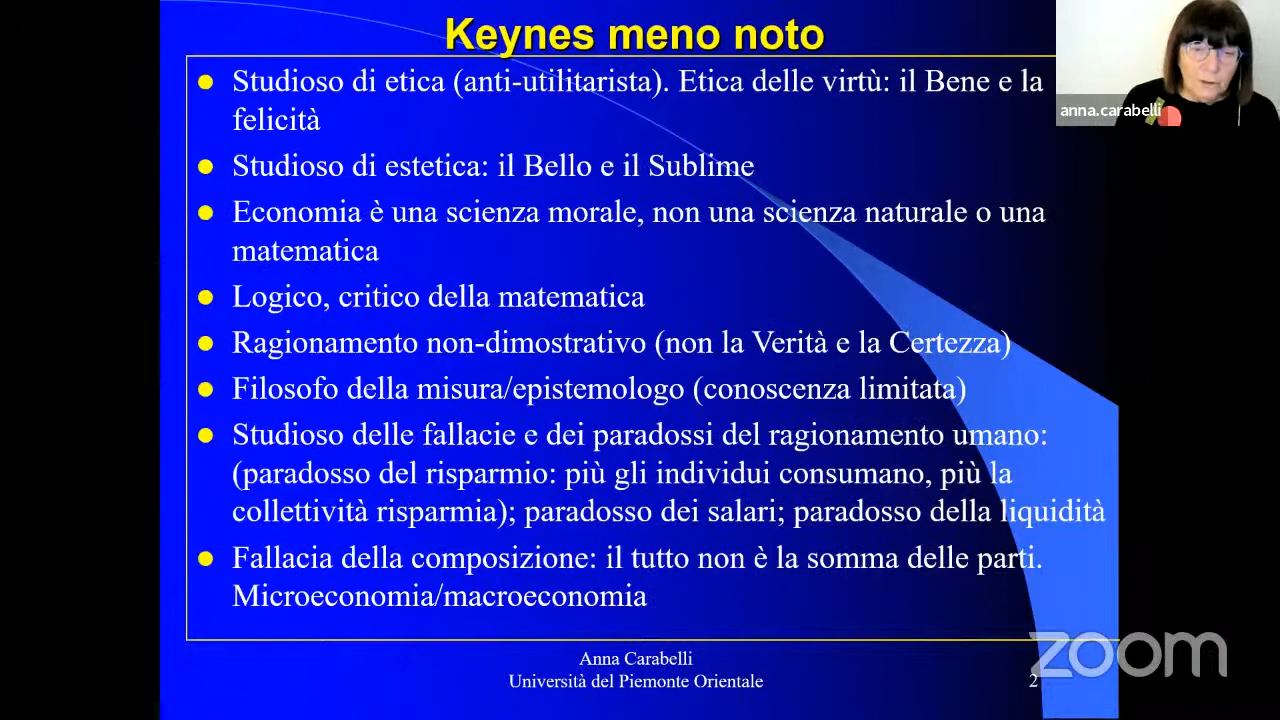 Keynes meno noto
anna.carabelli
Studioso di etica (anti-utilitarista). Etica delle virtù: il Bene e la
felicità
Studioso di estetica: il Bello e il Sublime
Economia è una scienza morale, non una scienza naturale o una
matematica
Logico, critico della matematica
Ragionamento non-dimostrativo (non la Verità e la Certezza)
Filosofo della misura/epistemologo (conoscenza limitata)
Studioso delle fallacie e dei paradossi del ragionamento umano:
(paradosso del risparmio: più gli individui consumano, più la
collettività risparmia); paradosso dei salari; paradosso della liquidità
Fallacia della composizione: il tutto non è la somma delle parti.
Microeconomia/macroeconomia
Anna Carabelli
Università del Piemonte Orientale
2
zoom